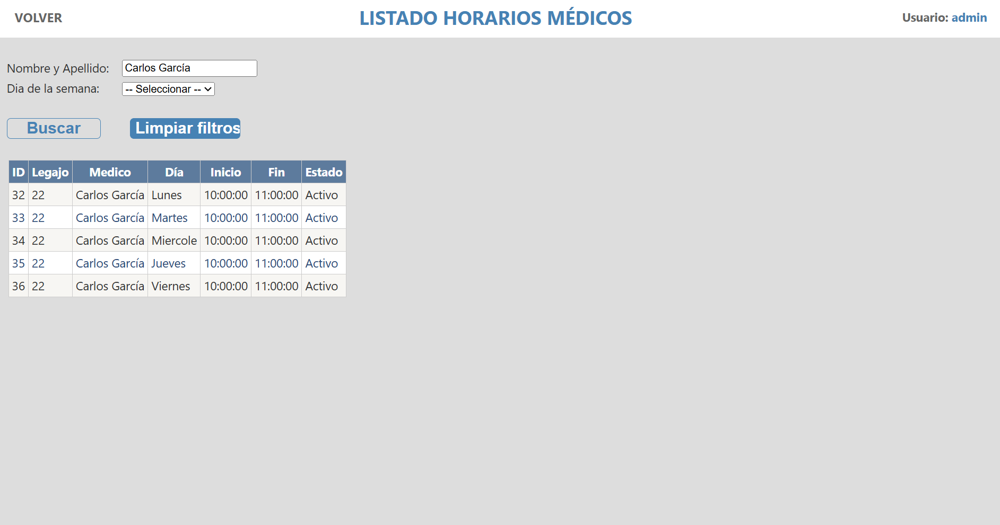 VOLVER
LISTADO HORARIOS MÉDICOS
Usuario: admin
Nombre y Apellido: Carlos García
Dia de la semana: -- Seleccionar --
Buscar Limpiar filtros
ID Legajo Medico Día Inicio Fin Estado
32 22 Carlos García Lunes 10:00:00 11:00:00 Activo
33 22 Carlos García Martes 10:00:00 11:00:00 Activo
34 22 Carlos García Miercole 10:00:00 11:00:00 Activo
35 22 Carlos García Jueves 10:00:00 11:00:00 Activo
36 22 Carlos García Viernes 10:00:00 11:00:00 Activo